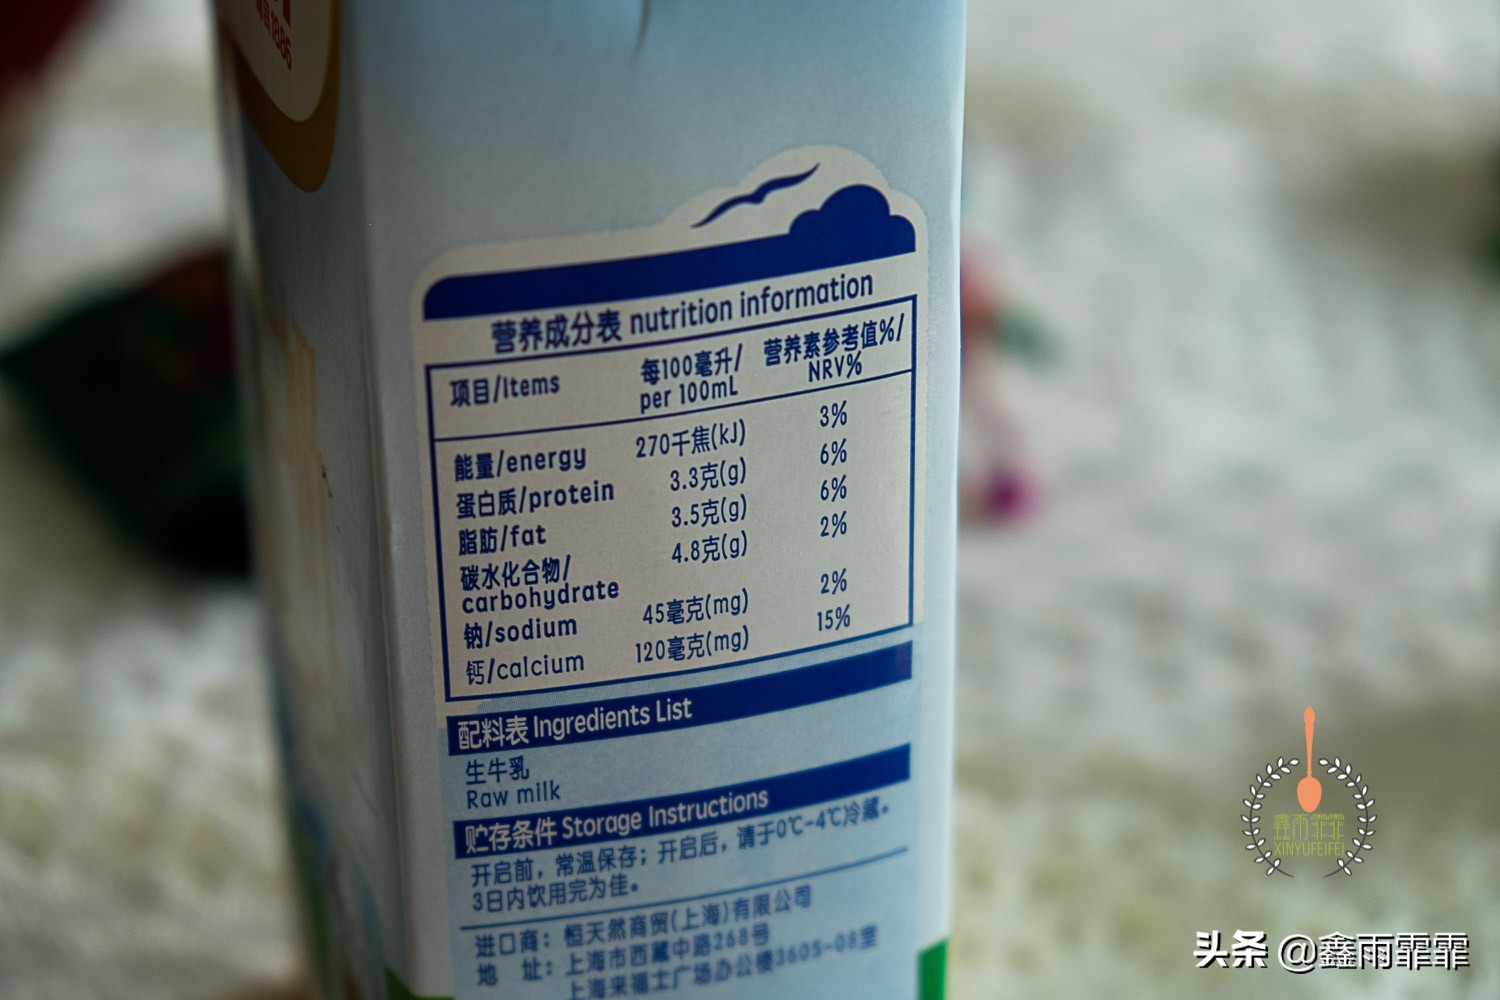 1886
营养成分表 nutrition information
项目/Items 每100毫升/ per 100mL 营养素参考值%/ NRV%
能量/energy 270千焦(kJ) 3%
蛋白质/protein 3.3克(g) 6%
脂肪/fat 3.5克(g) 6%
碳水化合物/ carbohydrate 4.8克(g) 2%
钠/sodium 45毫克(mg) 2%
钙/calcium 120毫克(mg) 15%
配料表 Ingredients List
生牛乳
Raw milk
贮存条件 Storage Instructions
开启前，常温保存；开启后，请于0℃-4℃冷藏。
3日内饮用完为佳。
进口商：恒天然商贸(上海)有限公司
地 址：上海市西藏中路268号
上海来福士广场办公楼3605-08室
鑫雨霏霏
XINYUFEIFEI
头条 @鑫雨霏霏